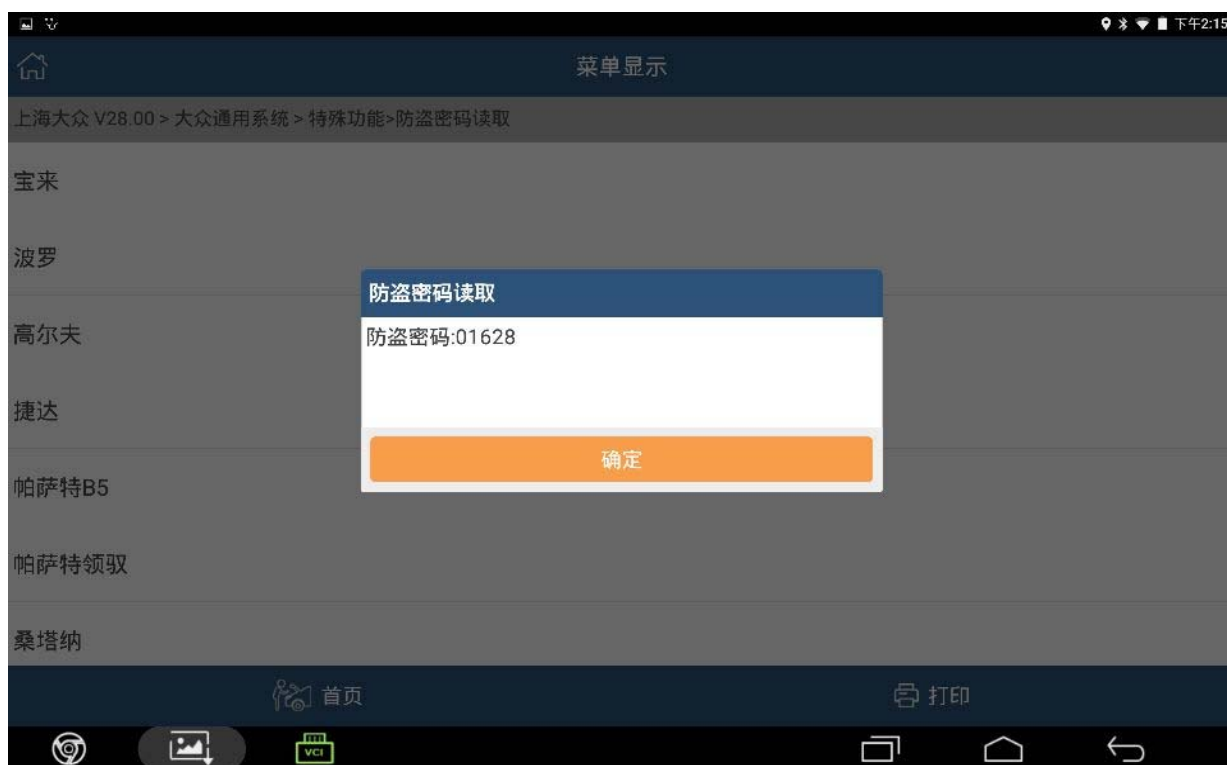 下午2:15
菜单显示
上海大众 V28.00 > 大众通用系统 > 特殊功能>防盗密码读取
宝来
波罗
高尔夫
捷达
帕萨特B5
帕萨特领驭
桑塔纳
防盗密码读取
防盗密码:01628
确定
首页
打印
VCI